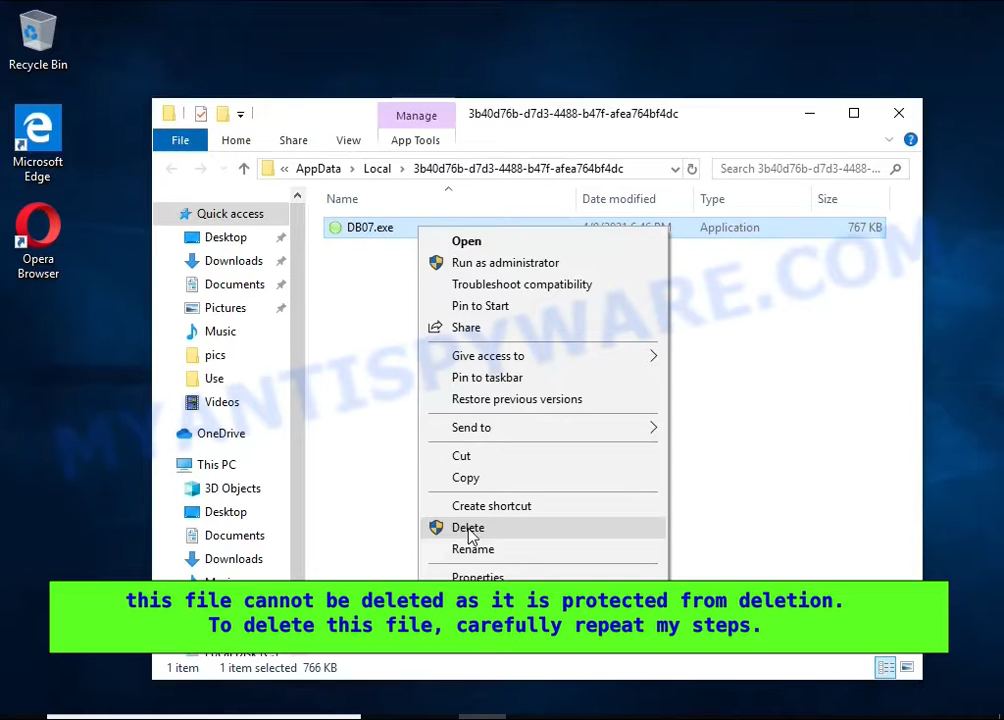 Recycle Bin
Microsoft
Edge
Opera
Browser
Manage
3b40d76b-d7d3-4488-b47f-afea764bf4dc
File
Home
Share
View
App Tools
« AppData
Local
3b40d76b-d7d3-4488-b47f-afea764bf4dc
Search 3b40d76b-d7d3-4488-...
Name
Date modified
Type
Size
Quick access
Desktop
Downloads
Documents
Pictures
Music
pics
Use
Videos
OneDrive
This PC
3D Objects
Desktop
Documents
Downloads
DB07.exe
Application
767 KB
Open
Run as administrator
Troubleshoot compatibility
Pin to Start
Share
Give access to
Pin to taskbar
Restore previous versions
Send to
Cut
Copy
Create shortcut
Delete
Rename
Properties
MYANTISPYWARE.COM
this file cannot be deleted as it is protected from deletion.
To delete this file, carefully repeat my steps.
1 item
1 item selected 766 KB